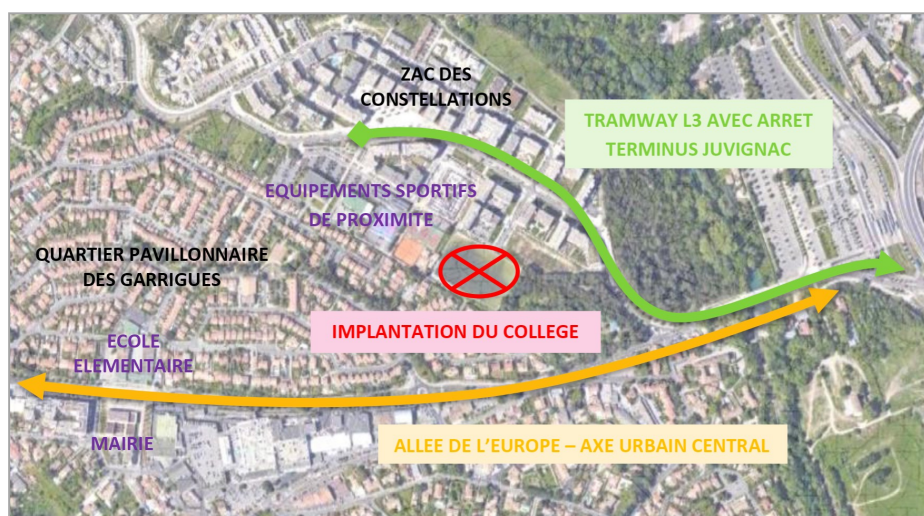 ZAC DES
CONSTELLATIONS
TRAMWAY L3 AVEC ARRET
TERMINUS JUVIGNAC
EQUIPEMENTS SPORTIFS
DE PROXIMITE
QUARTIER PAVILLONNAIRE
DES GARRIGUES
IMPLANTATION DU COLLEGE
ECOLE
ELEMENTAIRE
MAIRIE
ALLEE DE L'EUROPE – AXE URBAIN CENTRAL